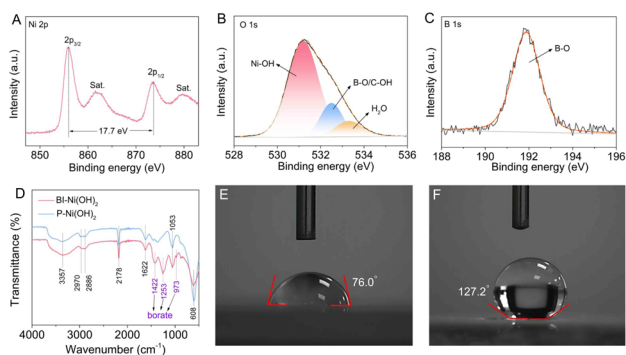 A
Ni 2p
2p3/2
Sat.
2p1/2
Sat.
17.7 eV
Intensity (a.u.)
850 860 870 880
Binding energy (eV)
B
O 1s
Ni-OH
B-O/C-OH
H2O
Intensity (a.u.)
528 530 532 534 536
Binding energy (eV)
C
B 1s
B-O
Intensity (a.u.)
188 190 192 194 196
Binding energy (eV)
D
BI-Ni(OH)2
P-Ni(OH)2
Transmittance (%)
3357
2970
2886
2178
1622
1422
1253
1053
973
608
borate
4000 3000 2000 1000
Wavenumber (cm-1)
E
76.0°
F
127.2°